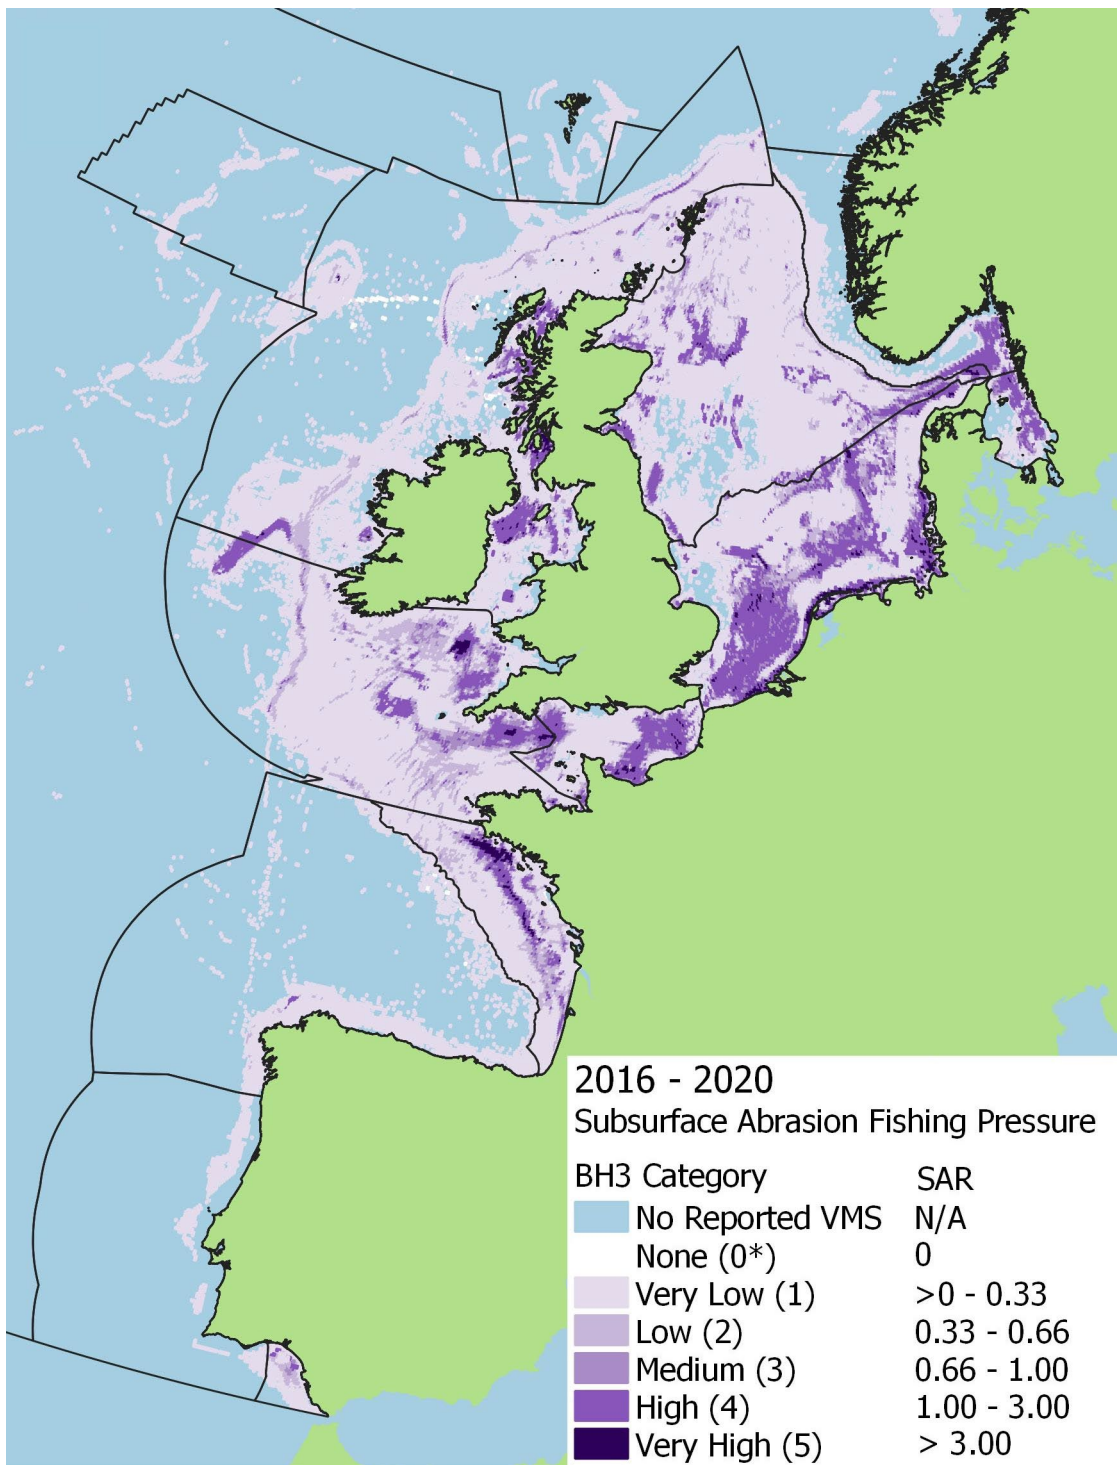 2016 - 2020
Subsurface Abrasion Fishing Pressure
BH3 Category SAR
No Reported VMS N/A
None (0*) 0
Very Low (1) >0 - 0.33
Low (2) 0.33 - 0.66
Medium (3) 0.66 - 1.00
High (4) 1.00 - 3.00
Very High (5) > 3.00